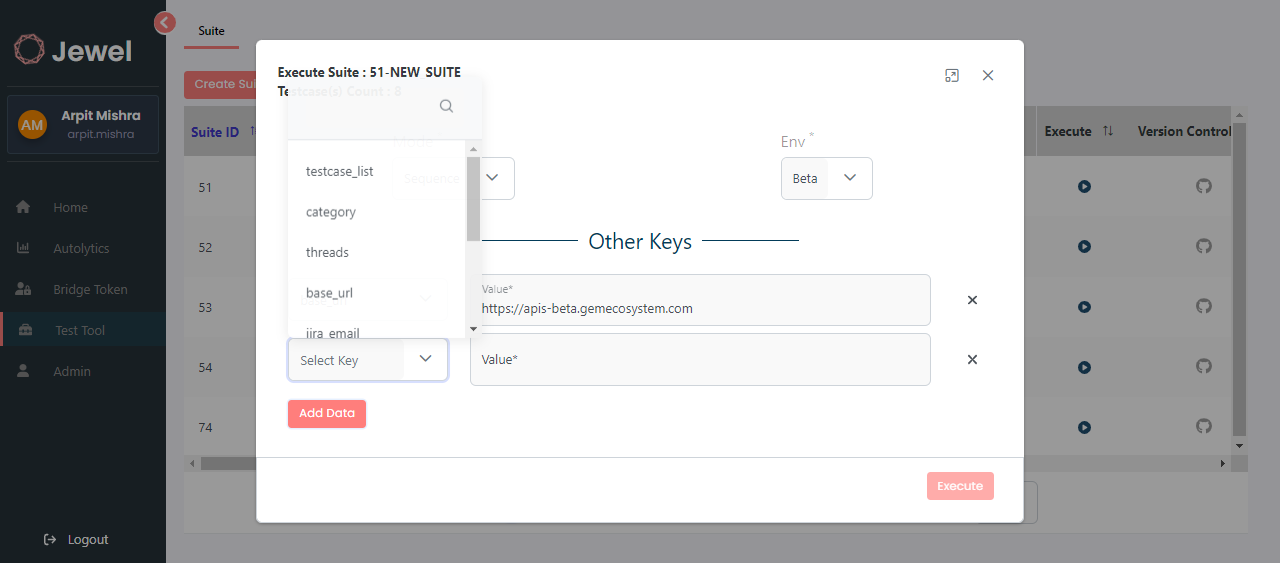 Jewel
AM
Arpit Mishra
arpit.mishra
Home
Autolytics
Bridge Token
Test Tool
Admin
Logout
Suite
Create Sui
Suite ID
Execute
Version Control
51
52
53
54
74
Execute Suite : 51-NEW SUITE
Testcase(s) Count : 8
testcase_list
category
threads
base_url
jira_email
Sequence
Env *
Beta
Other Keys
Value*
https://apis-beta.gemecosystem.com
Select Key
Value*
Add Data
Execute